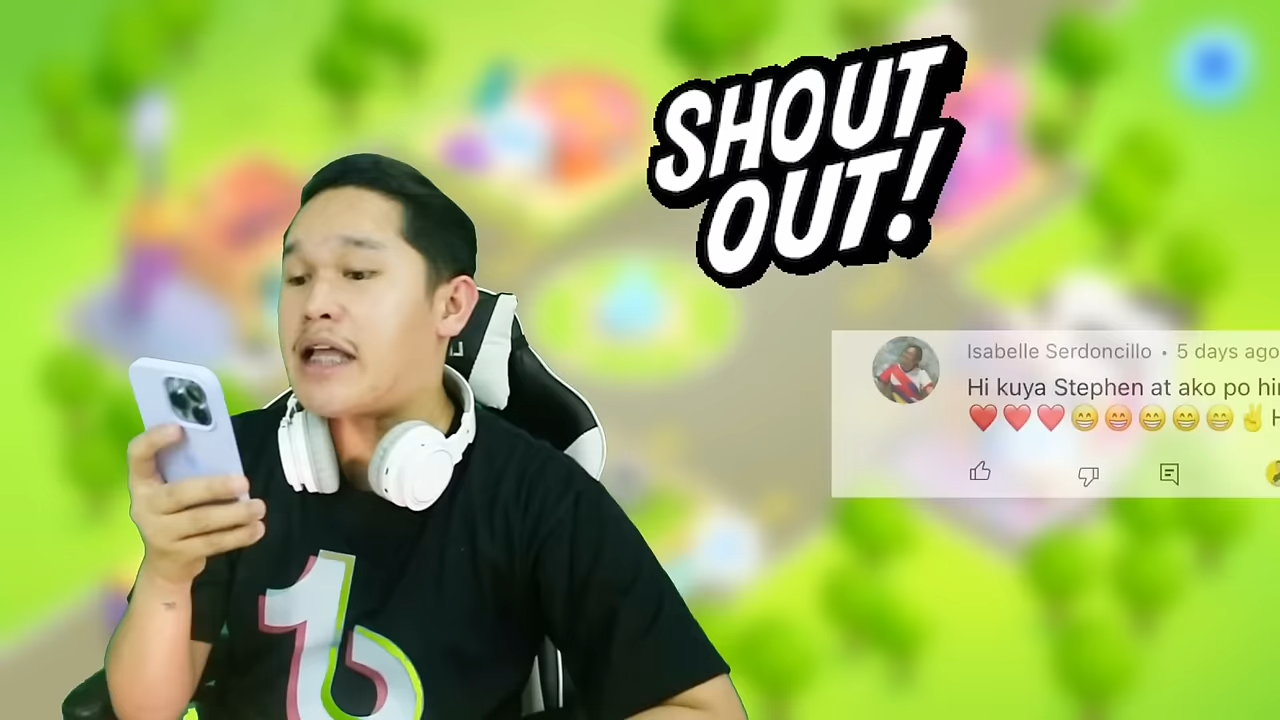 SHOUT
OUT!
Isabelle Serdoncillo • 5 days ago
Hi kuya Stephen at ako po
❤️❤️❤️😁😁😁😁😁✌️